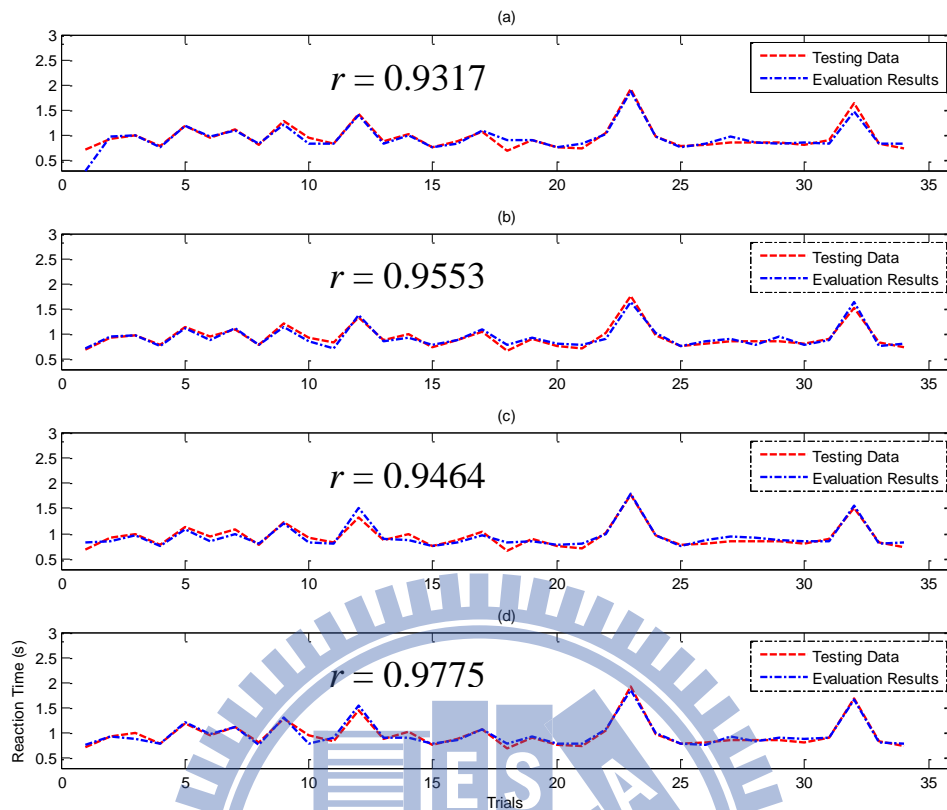 (a)
3
2.5
2
1.5
1
0.5
r = 0.9317
Testing Data
Evaluation Results
0 5 10 15 20 25 30 35
(b)
3
2.5
2
1.5
1
0.5
r = 0.9553
Testing Data
Evaluation Results
0 5 10 15 20 25 30 35
(c)
3
2.5
2
1.5
1
0.5
r = 0.9464
Testing Data
Evaluation Results
0 5 10 15 20 25 30 35
(d)
Reaction Time (s)
3
2.5
2
1.5
1
0.5
r = 0.9775
Testing Data
Evaluation Results
0 5 10 15 20 25 30 35
Trials
E S A